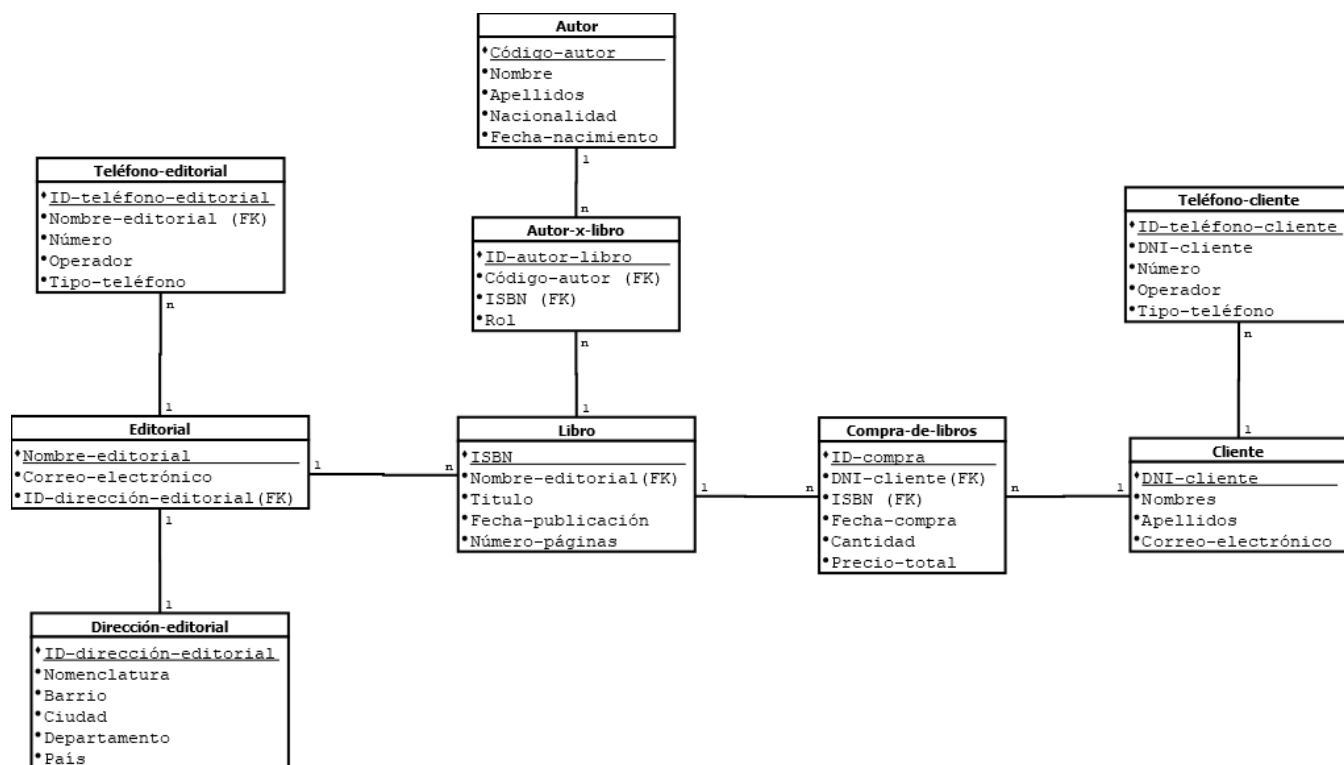 Autor
Código-autor
Nombre
Apellidos
Nacionalidad
Fecha-nacimiento
1
n
Teléfono-editorial
ID-teléfono-editorial
Nombre-editorial (FK)
Número
Operador
Tipo-teléfono
n
1
Autor-x-libro
ID-autor-libro
Código-autor (FK)
ISBN (FK)
Rol
n
1
Teléfono-cliente
ID-teléfono-cliente
DNI-cliente
Número
Operador
Tipo-teléfono
n
1
Editorial
Nombre-editorial
Correo-electrónico
ID-dirección-editorial(FK)
1
n
1
1
Libro
ISBN
Nombre-editorial(FK)
Titulo
Fecha-publicación
Número-páginas
1
n
Compra-de-libros
ID-compra
DNI-cliente(FK)
ISBN (FK)
Fecha-compra
Cantidad
Precio-total
n
1
Cliente
DNI-cliente
Nombres
Apellidos
Correo-electrónico
Dirección-editorial
ID-dirección-editorial
Nomenclatura
Barrio
Ciudad
Departamento
País